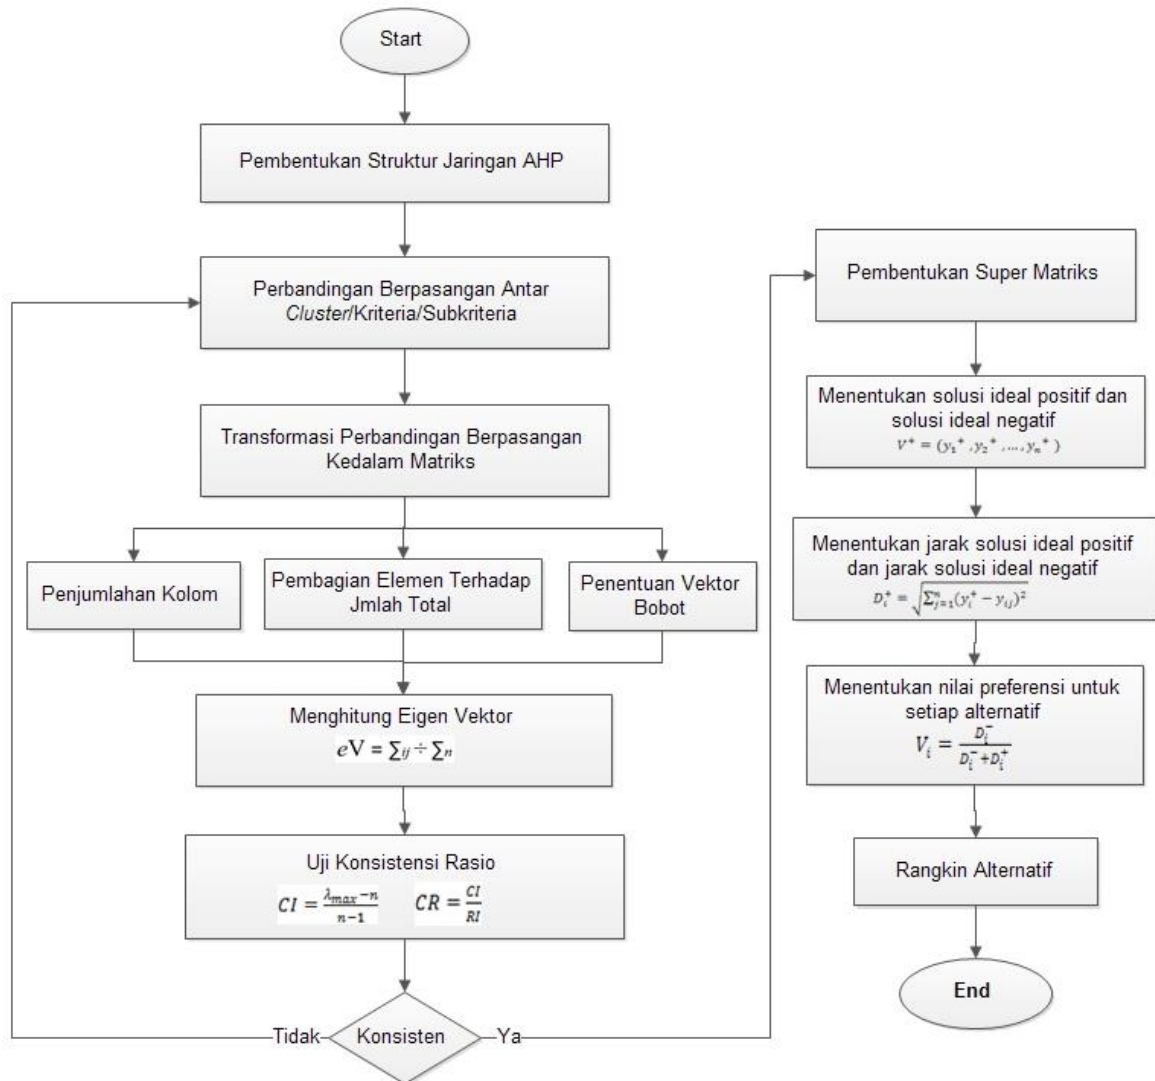 Start
Pembentukan Struktur Jaringan AHP
Perbandingan Berpasangan Antar
Cluster/Kriteria/Subkriteria
Transformasi Perbandingan Berpasangan
Kedalam Matriks
Penjumlahan Kolom
Pembagian Elemen Terhadap
Jmlah Total
Penentuan Vektor
Bobot
Menghitung Eigen Vektor
eV = ∑ij ÷ ∑n
Uji Konsistensi Rasio
CI = (λmax − n)/(n−1) CR = CI/RI
Konsisten
Tidak
Ya
Pembentukan Super Matriks
Menentukan solusi ideal positif dan
solusi ideal negatif
V⁺ = (y₁⁺ , y₂⁺ , ... , yₙ⁺ )
Menentukan jarak solusi ideal positif
dan jarak solusi ideal negatif
Dᵢ⁺ = √(∑ⁿⱼ₌₁(yᵢ⁺ − yᵢⱼ)²)
Menentukan nilai preferensi untuk
setiap alternatif
Vᵢ = Dᵢ⁻/(Dᵢ⁻+Dᵢ⁺)
Rangkin Alternatif
End